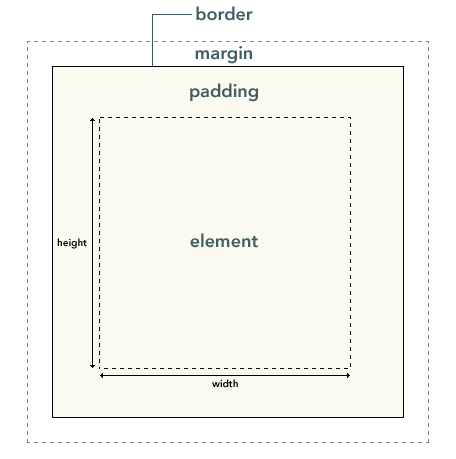 border
margin
padding
height
element
width